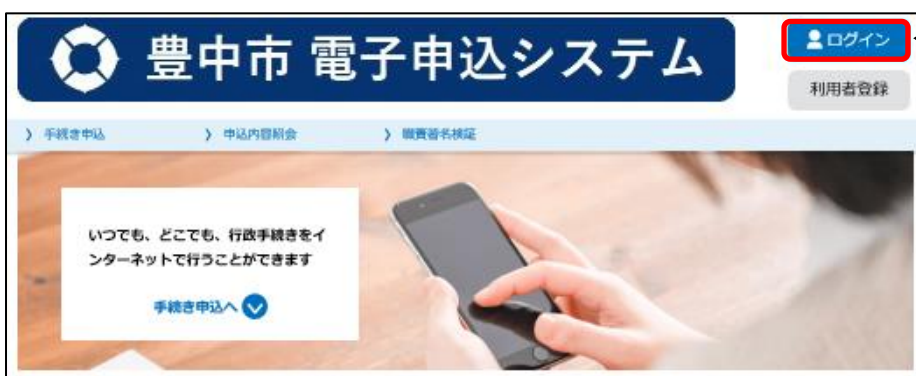 豊中市 電子申込システム
ログイン
利用者登録
手続き申込
申込内容照会
職責署名検証
いつでも、どこでも、行政手続きをイ
ンターネットで行うことができます
手続き申込へ